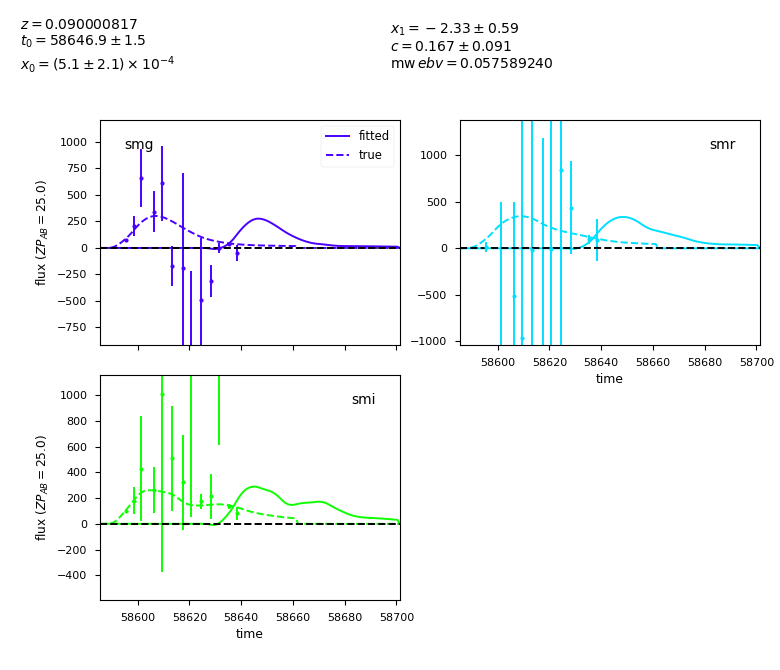 z = 0.090000817
t0 = 58646.9 ± 1.5
x0 = (5.1 ± 2.1) × 10^−4
x1 = −2.33 ± 0.59
c = 0.167 ± 0.091
mw ebv = 0.057589240
smg
fitted
true
1000
750
500
250
0
−250
−500
−750
flux (ZP_AB = 25.0)
smr
1000
500
0
−500
−1000
58600 58620 58640 58660 58680 58700
time
smi
1000
800
600
400
200
0
−200
−400
flux (ZP_AB = 25.0)
58600 58620 58640 58660 58680 58700
time